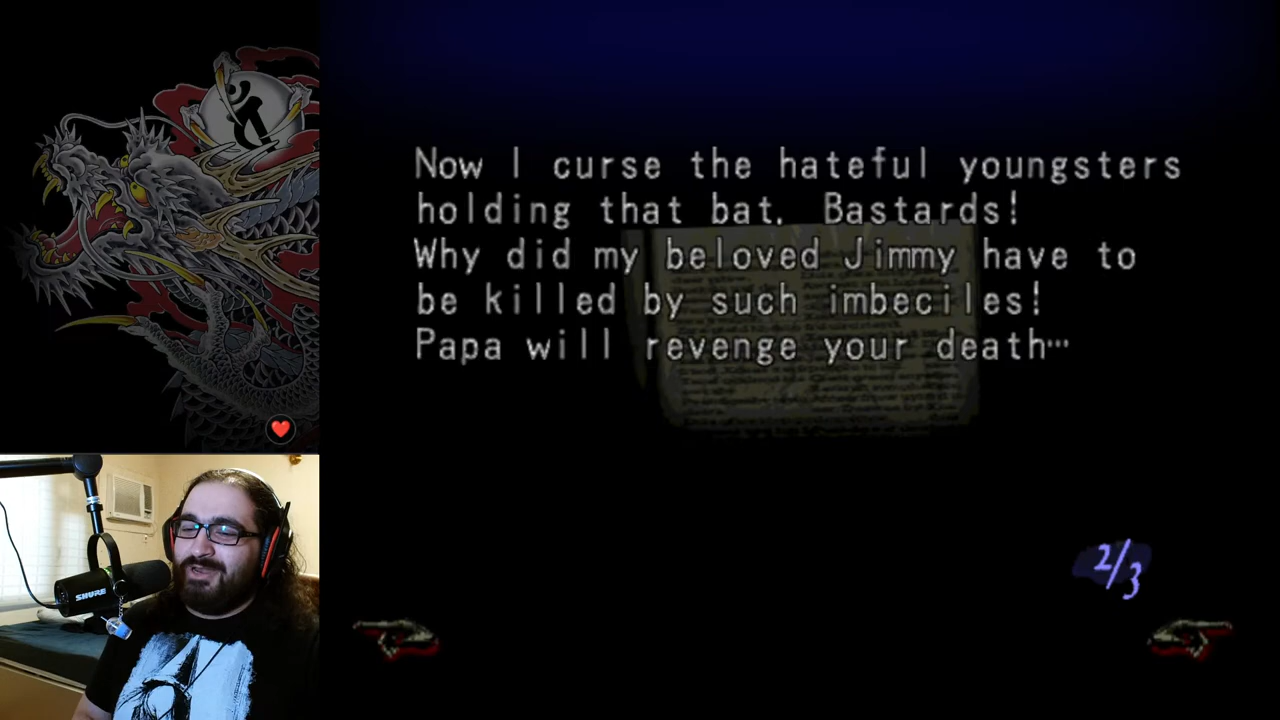 Now I curse the hateful youngsters
holding that bat. Bastards!
Why did my beloved Jimmy have to
be killed by such imbeciles!
Papa will revenge your death…
2/3
SHURE